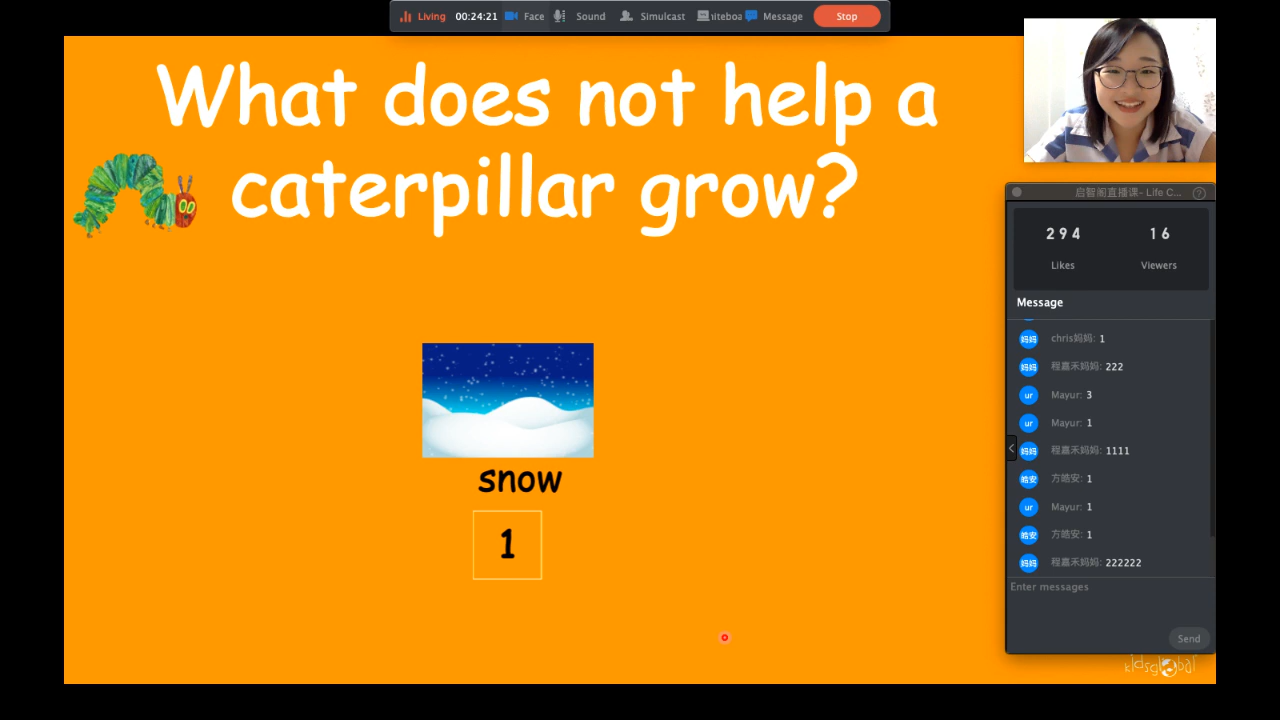 Living 00:24:21 Face Sound Simulcast hiteboa Message Stop
What does not help a
caterpillar grow?
snow
1
启智阁直播课- Life C... ?
294 16
Likes Viewers
Message
妈妈 chris妈妈: 1
妈妈 程嘉禾妈妈: 222
ur Mayur: 3
ur Mayur: 1
妈妈 程嘉禾妈妈: 1111
皓安 方皓安: 1
ur Mayur: 1
皓安 方皓安: 1
妈妈 程嘉禾妈妈: 222222
Enter messages
Send
kidsglobal